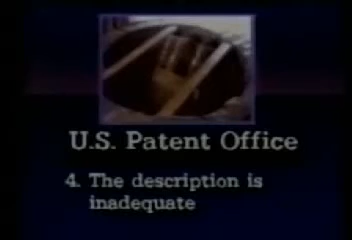 U.S. Patent Office
4. The description is
inadequate